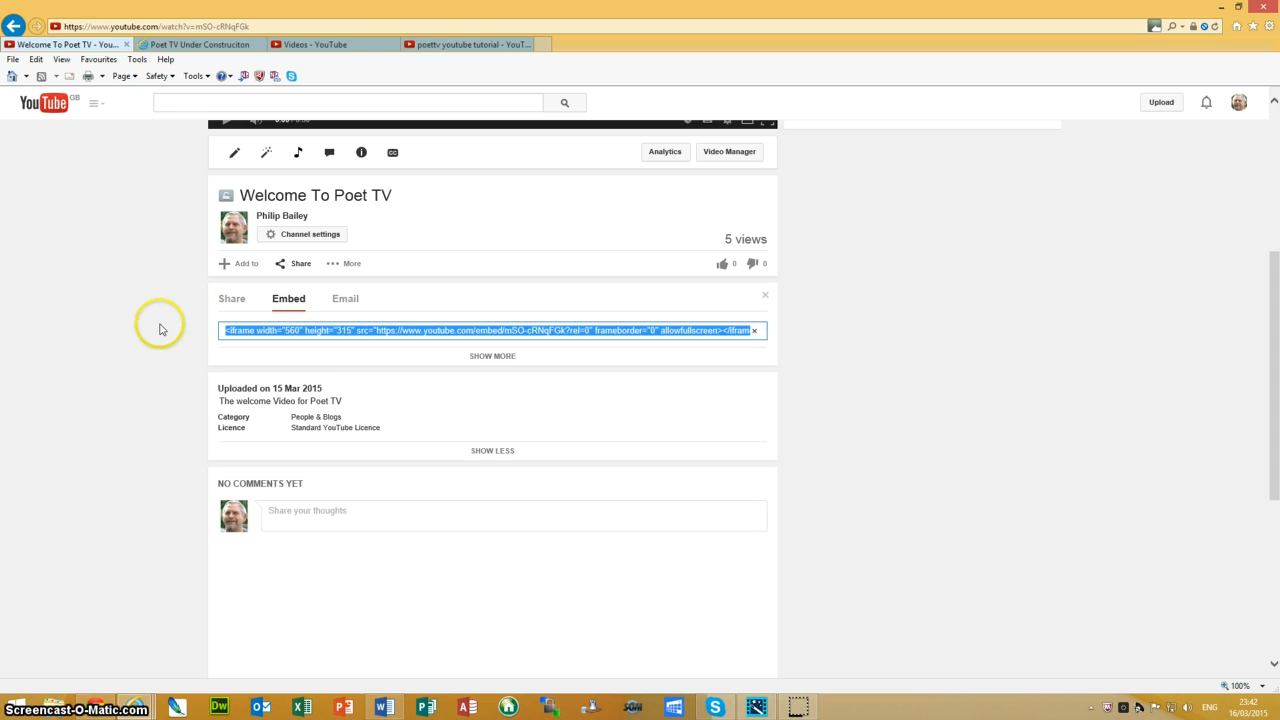 https://www.youtube.com/watch?v=mSO-cRNqFGk
Welcome To Poet TV - You... ×
Poet TV Under Construciton
Videos - YouTube
poettv youtube tutorial - YouT...
File Edit View Favourites Tools Help
Page Safety Tools
YouTube GB
Upload
Analytics
Video Manager
Welcome To Poet TV
Philip Bailey
Channel settings
5 views
Add to Share More
0 0
Share Embed Email
<iframe width="560" height="315" src="https://www.youtube.com/embed/mSO-cRNqFGk?rel=0" frameborder="0" allowfullscreen></ifram
SHOW MORE
Uploaded on 15 Mar 2015
The welcome Video for Poet TV
Category People & Blogs
Licence Standard YouTube Licence
SHOW LESS
NO COMMENTS YET
Share your thoughts
100%
Screencast-O-Matic.com
23:42
16/03/2015